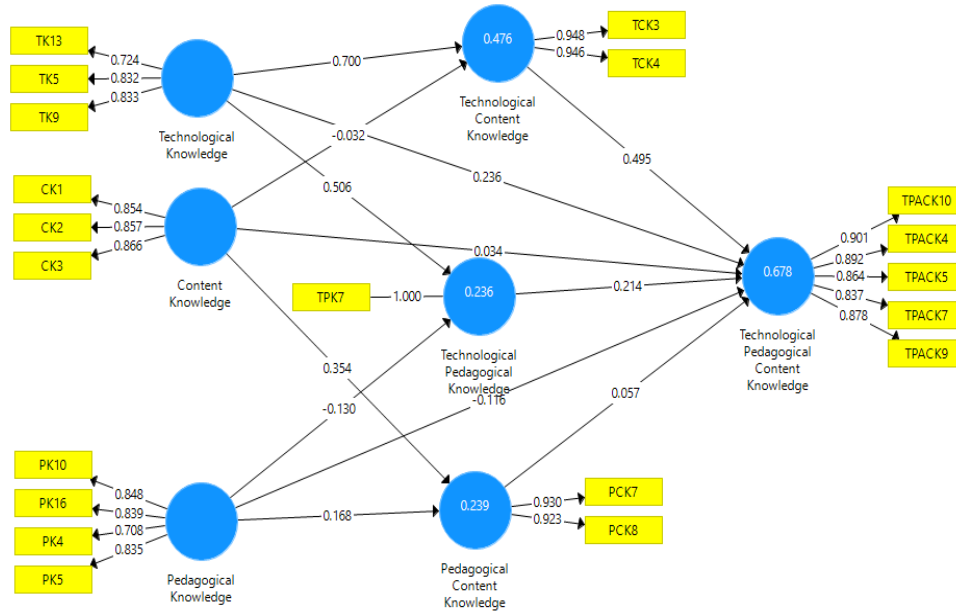 TK13
TK5
TK9
0.724
0.832
0.833
Technological
Knowledge
0.700
-0.032
0.506
0.236
0.476
Technological
Content
Knowledge
0.948
0.946
TCK3
TCK4
0.495
CK1
CK2
CK3
0.854
0.857
0.866
Content
Knowledge
0.034
0.354
TPK7
1.000
0.236
Technological
Pedagogical
Knowledge
0.214
-0.130
-0.116
0.057
0.678
Technological
Pedagogical
Content
Knowledge
0.901
0.892
0.864
0.837
0.878
TPACK10
TPACK4
TPACK5
TPACK7
TPACK9
PK10
PK16
PK4
PK5
0.848
0.839
0.708
0.835
Pedagogical
Knowledge
0.168
0.239
Pedagogical
Content
Knowledge
0.930
0.923
PCK7
PCK8